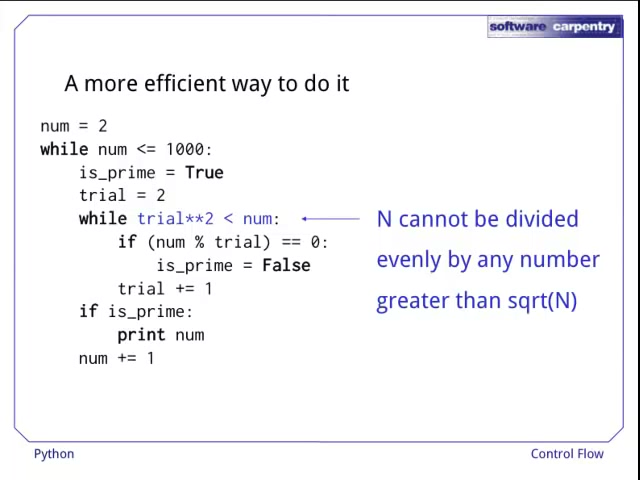 software carpentry
A more efficient way to do it
num = 2
while num <= 1000:
    is_prime = True
    trial = 2
    while trial**2 < num:
        if (num % trial) == 0:
            is_prime = False
        trial += 1
    if is_prime:
        print num
    num += 1
N cannot be divided
evenly by any number
greater than sqrt(N)
Python
Control Flow